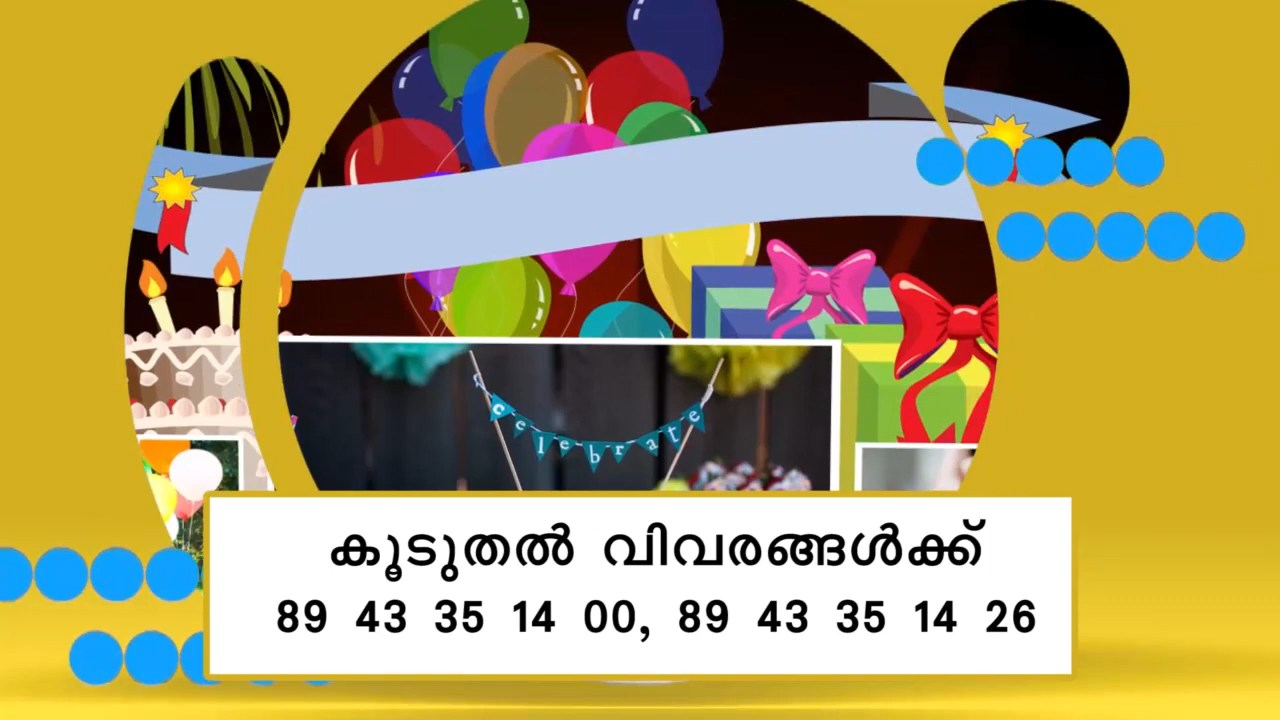 celebrate
കൂടുതൽ വിവരങ്ങൾക്ക്
89 43 35 14 00, 89 43 35 14 26